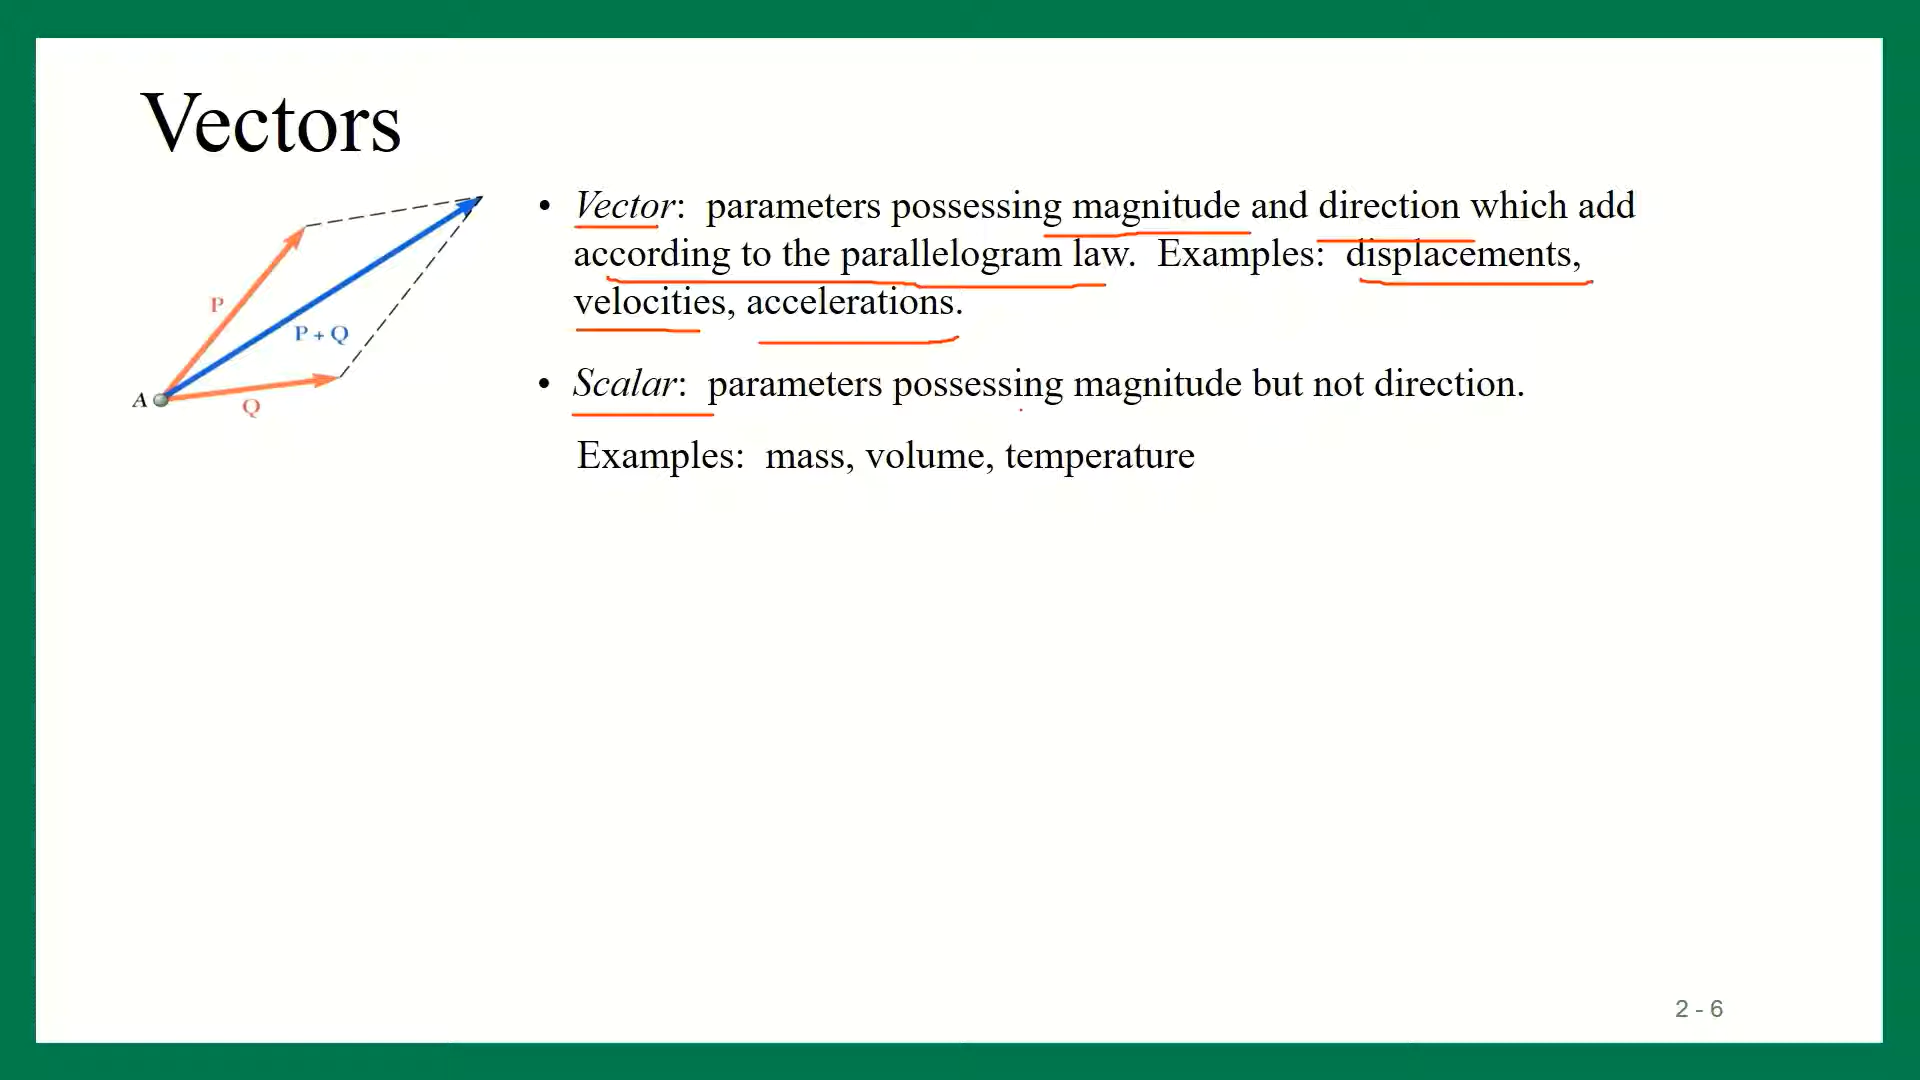 Vectors
P
P + Q
A
Q
• Vector: parameters possessing magnitude and direction which add
according to the parallelogram law. Examples: displacements,
velocities, accelerations.
• Scalar: parameters possessing magnitude but not direction.
Examples: mass, volume, temperature
2 - 6